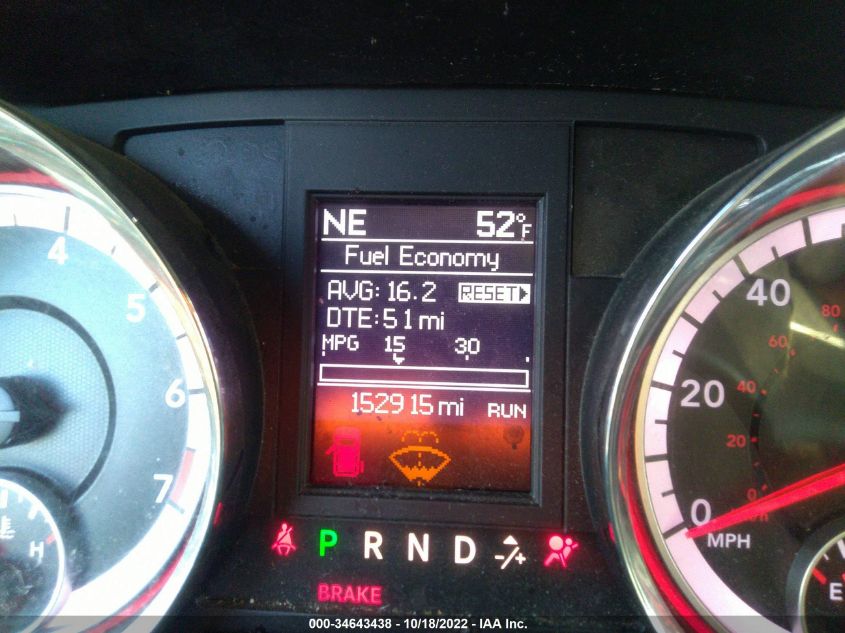 NE 52°F
Fuel Economy
AVG: 16.2 RESET
DTE: 51 mi
MPG 15 30
152915 mi RUN
P R N D -/+
BRAKE
4
5
6
7
H
40
20
0
MPH
80
40
20
0
E
000-34643438 - 10/18/2022 - IAA Inc.